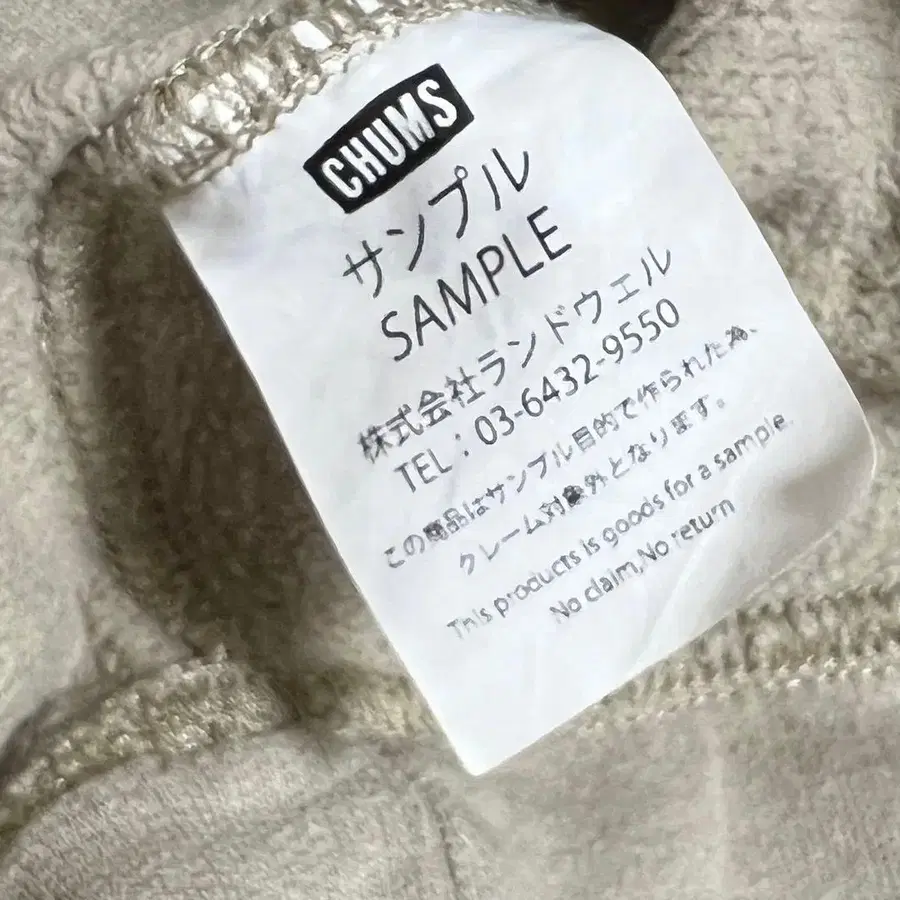 CHUMS
サンプル
SAMPLE
株式会社ランドウェル
TEL：03-6432-9550
この商品はサンプル目的で作られた為、
クレーム対象外となります。
This products is goods for a sample.
No claim,No return